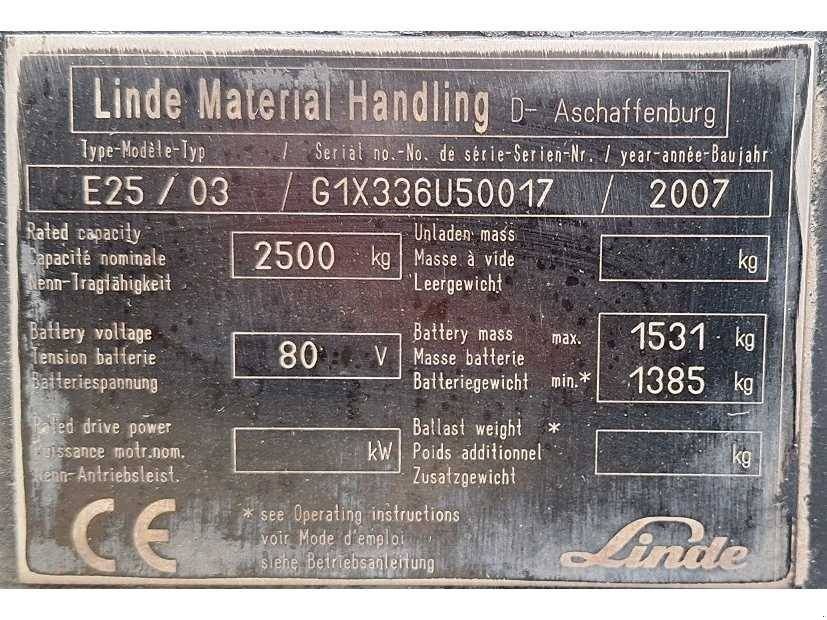 Linde Material Handling D- Aschaffenburg
Type-Modèle-Typ / Serial no.-No. de série-Serien-Nr. / year-année-Baujahr
E25 / 03 / G1X336U50017 / 2007
Rated capacity
Capacité nominale
Nenn-Tragfähigkeit
2500 kg
Unladen mass
Masse à vide
Leergewicht
kg
Battery voltage
Tension batterie
Batteriespannung
80 V
Battery mass max. 1531 kg
Masse batterie
Batteriegewicht min.* 1385 kg
Rated drive power
Puissance motr.nom.
Nenn-Antriebsleist.
kW
Ballast weight *
Poids additionnel
Zusatzgewicht
kg
CE
* see Operating instructions
voir Mode d'emploi
siehe Betriebsanleitung
Linde